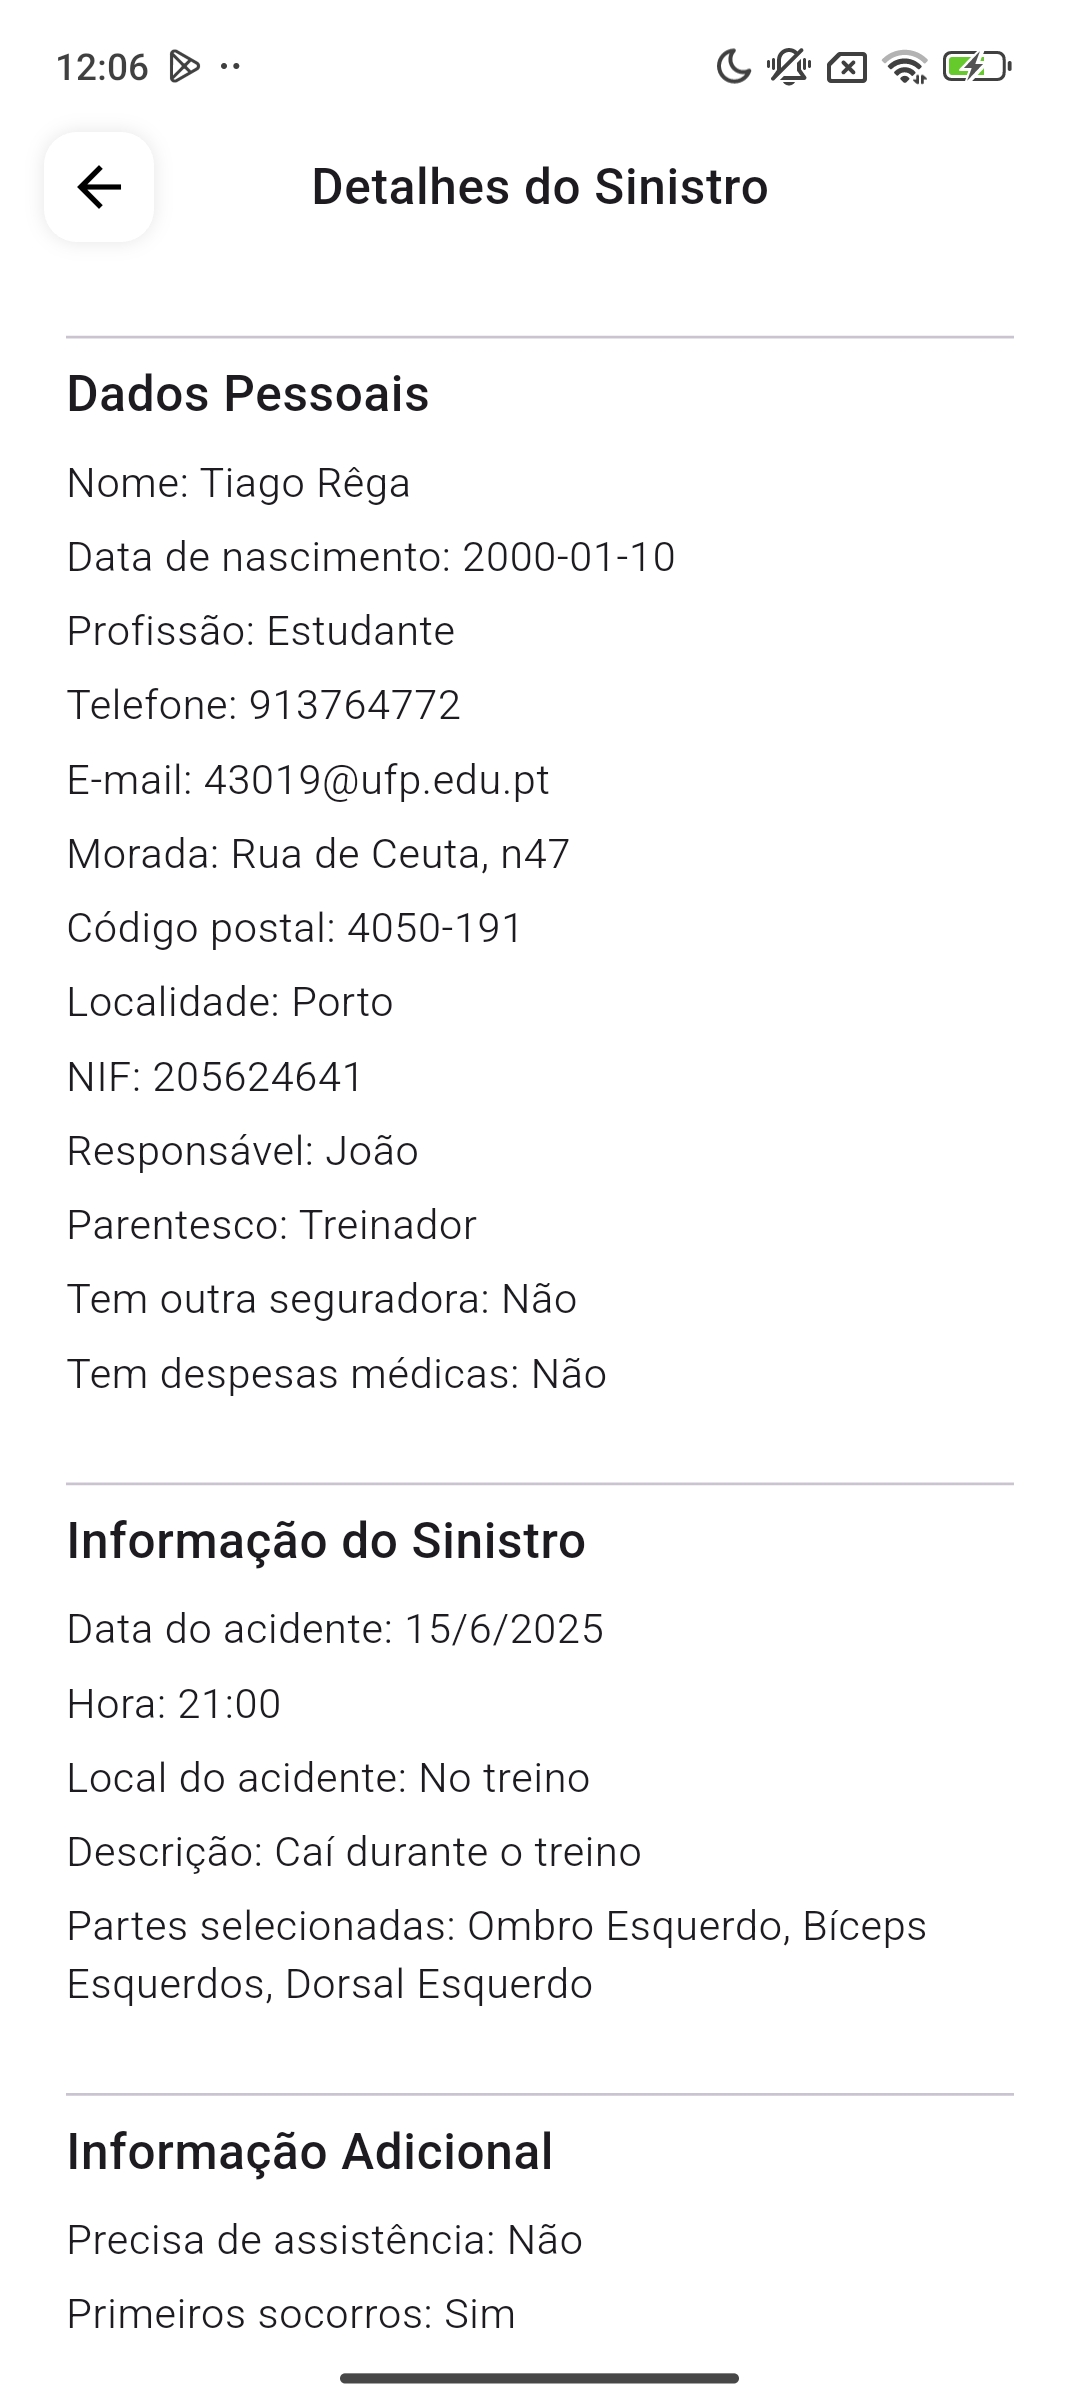 12:06
Detalhes do Sinistro
Dados Pessoais
Nome: Tiago Rêga
Data de nascimento: 2000-01-10
Profissão: Estudante
Telefone: 913764772
E-mail: 43019@ufp.edu.pt
Morada: Rua de Ceuta, n47
Código postal: 4050-191
Localidade: Porto
NIF: 205624641
Responsável: João
Parentesco: Treinador
Tem outra seguradora: Não
Tem despesas médicas: Não
Informação do Sinistro
Data do acidente: 15/6/2025
Hora: 21:00
Local do acidente: No treino
Descrição: Caí durante o treino
Partes selecionadas: Ombro Esquerdo, Bíceps
Esquerdos, Dorsal Esquerdo
Informação Adicional
Precisa de assistência: Não
Primeiros socorros: Sim